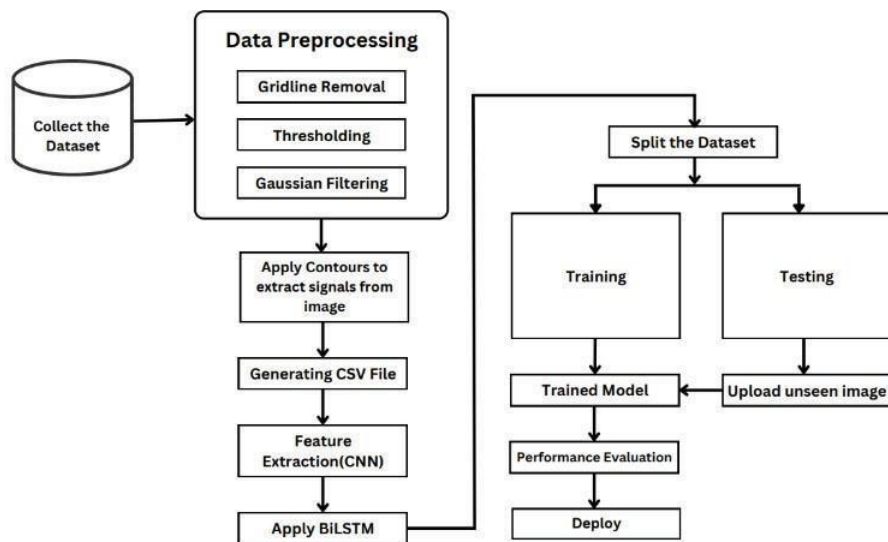 Data Preprocessing
Gridline Removal
Thresholding
Gaussian Filtering
Collect the
Dataset
Apply Contours to
extract signals from
image
Generating CSV File
Feature
Extraction(CNN)
Apply BiLSTM
Split the Dataset
Training
Testing
Trained Model
Upload unseen image
Performance Evaluation
Deploy